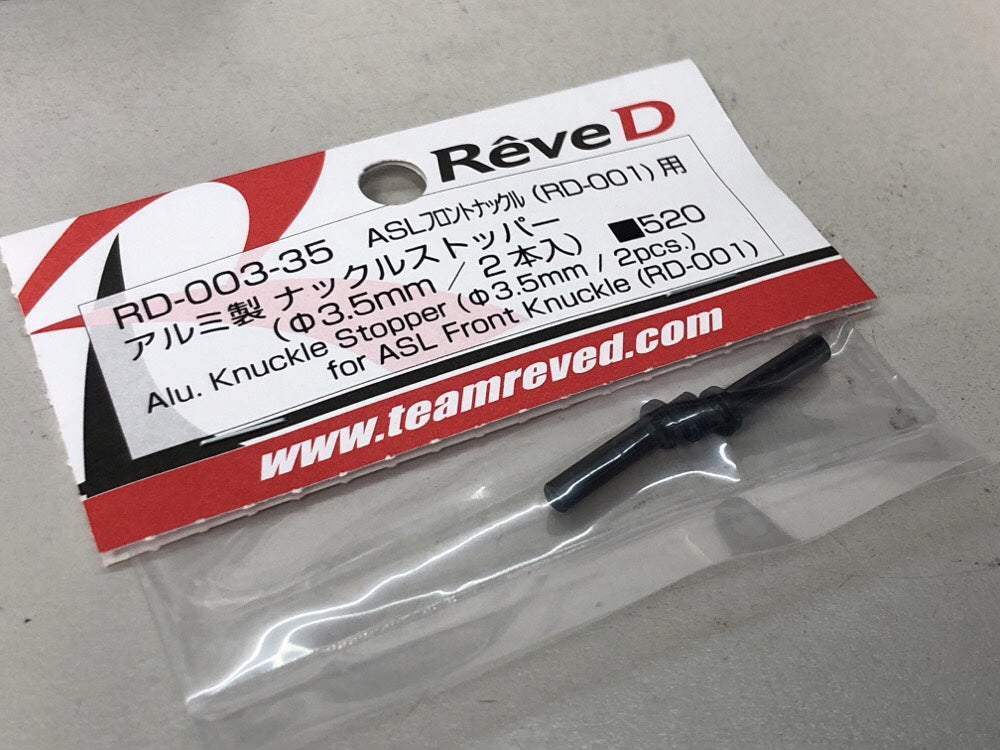 Rêve D
RD-003-35 ASLフロントナックル (RD-001) 用
アルミ製 ナックルストッパー
(Φ3.5mm / 2本入) ■520
Alu. Knuckle Stopper (Φ3.5mm / 2pcs.)
for ASL Front Knuckle (RD-001)
www.teamreved.com